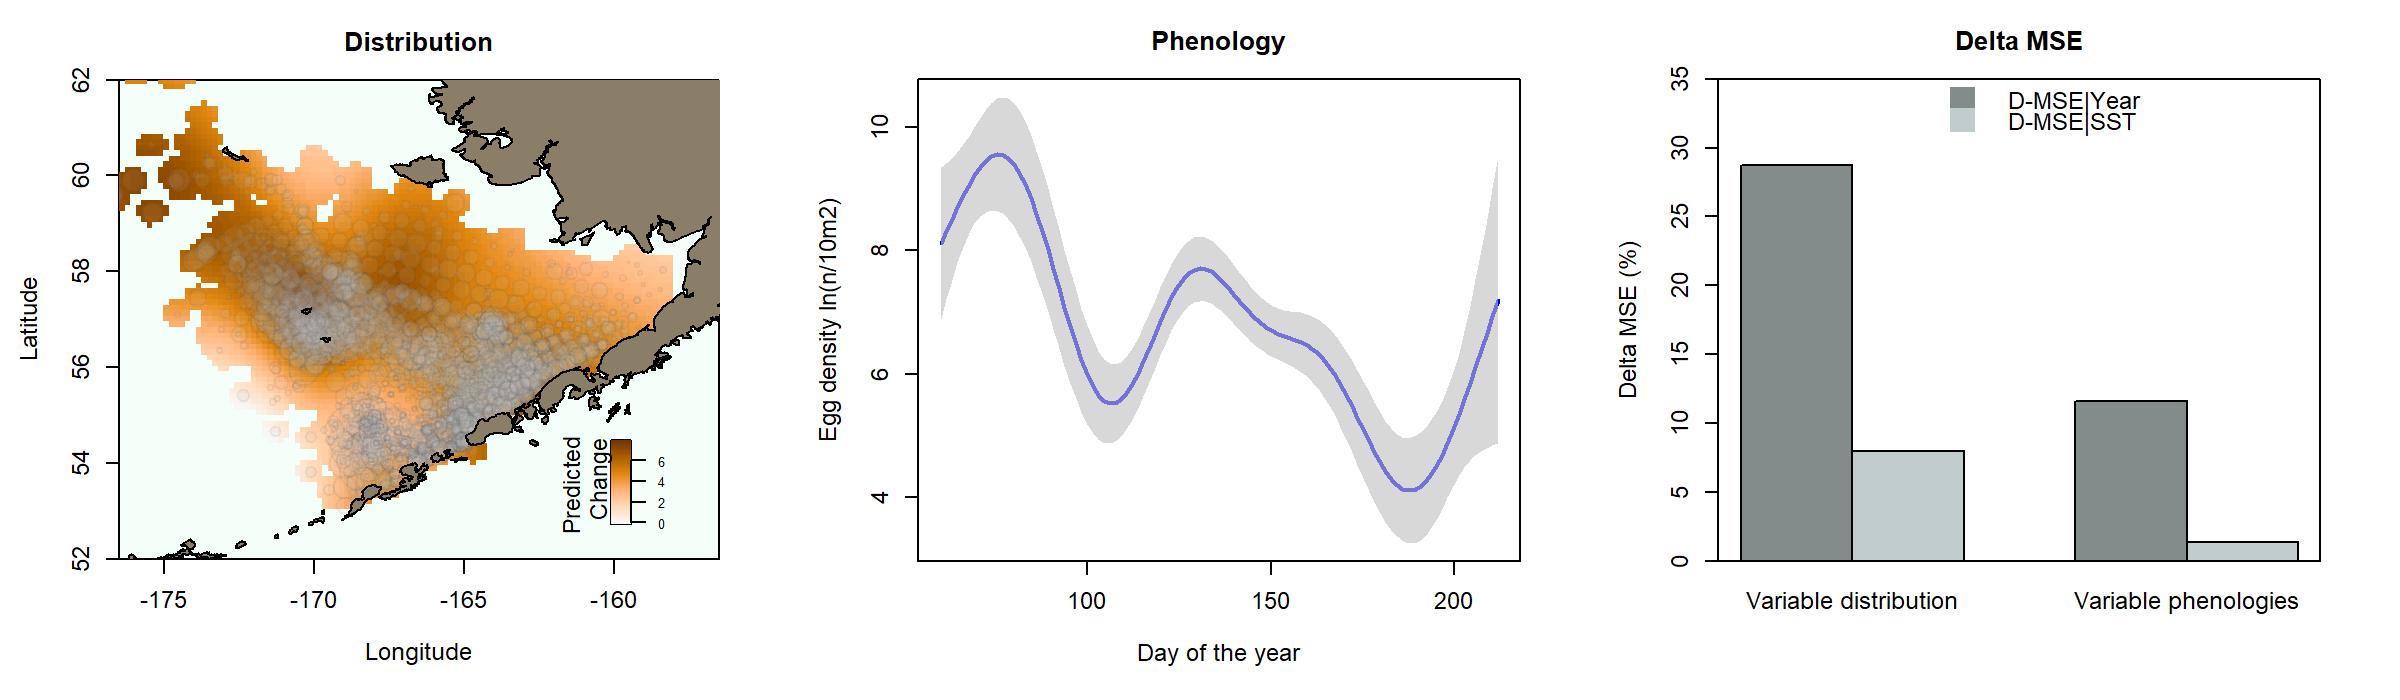 Distribution
62
60
58
56
54
52
Latitude
-175
-170
-165
-160
Longitude
Predicted
Change
6
4
2
0
Phenology
10
8
6
4
Egg density ln(n/10m2)
100
150
200
Day of the year
Delta MSE
35
30
25
20
15
10
5
0
Delta MSE (%)
D-MSE|Year
D-MSE|SST
Variable distribution
Variable phenologies